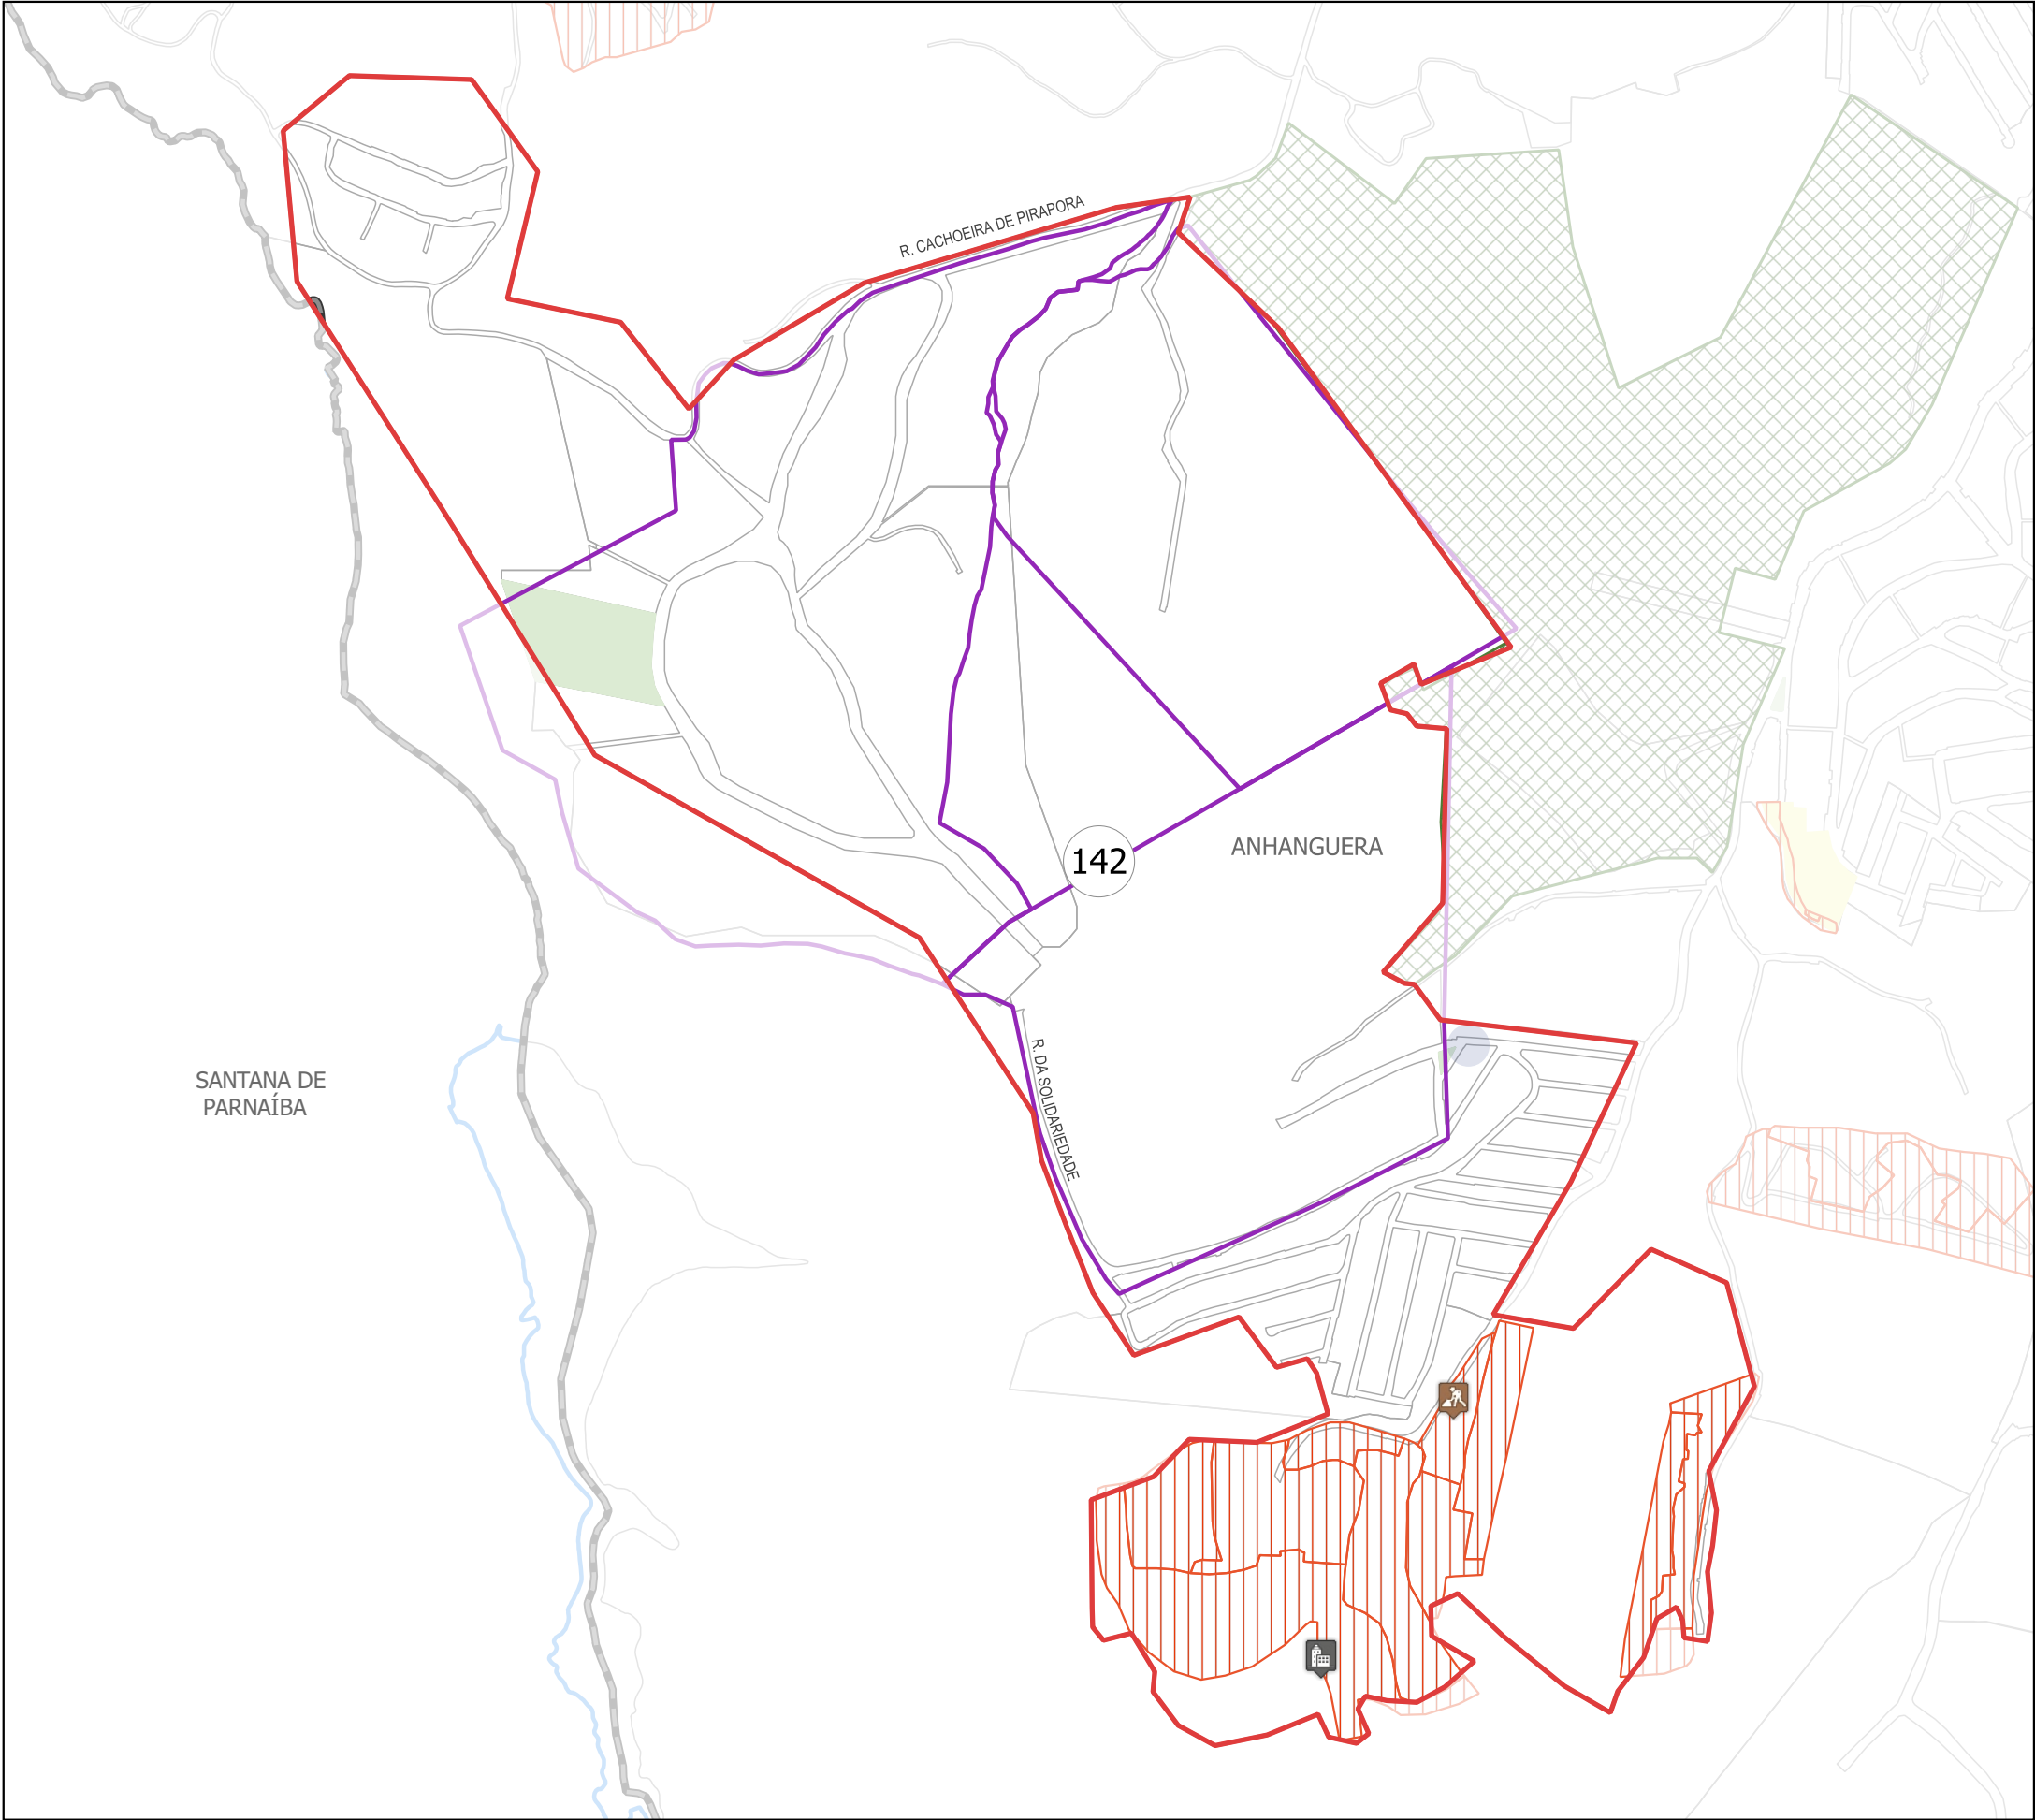 R. CACHOEIRA DE PIRAPORA
142
ANHANGUERA
R. DA SOLIDARIEDADE
SANTANA DE
PARNAÍBA